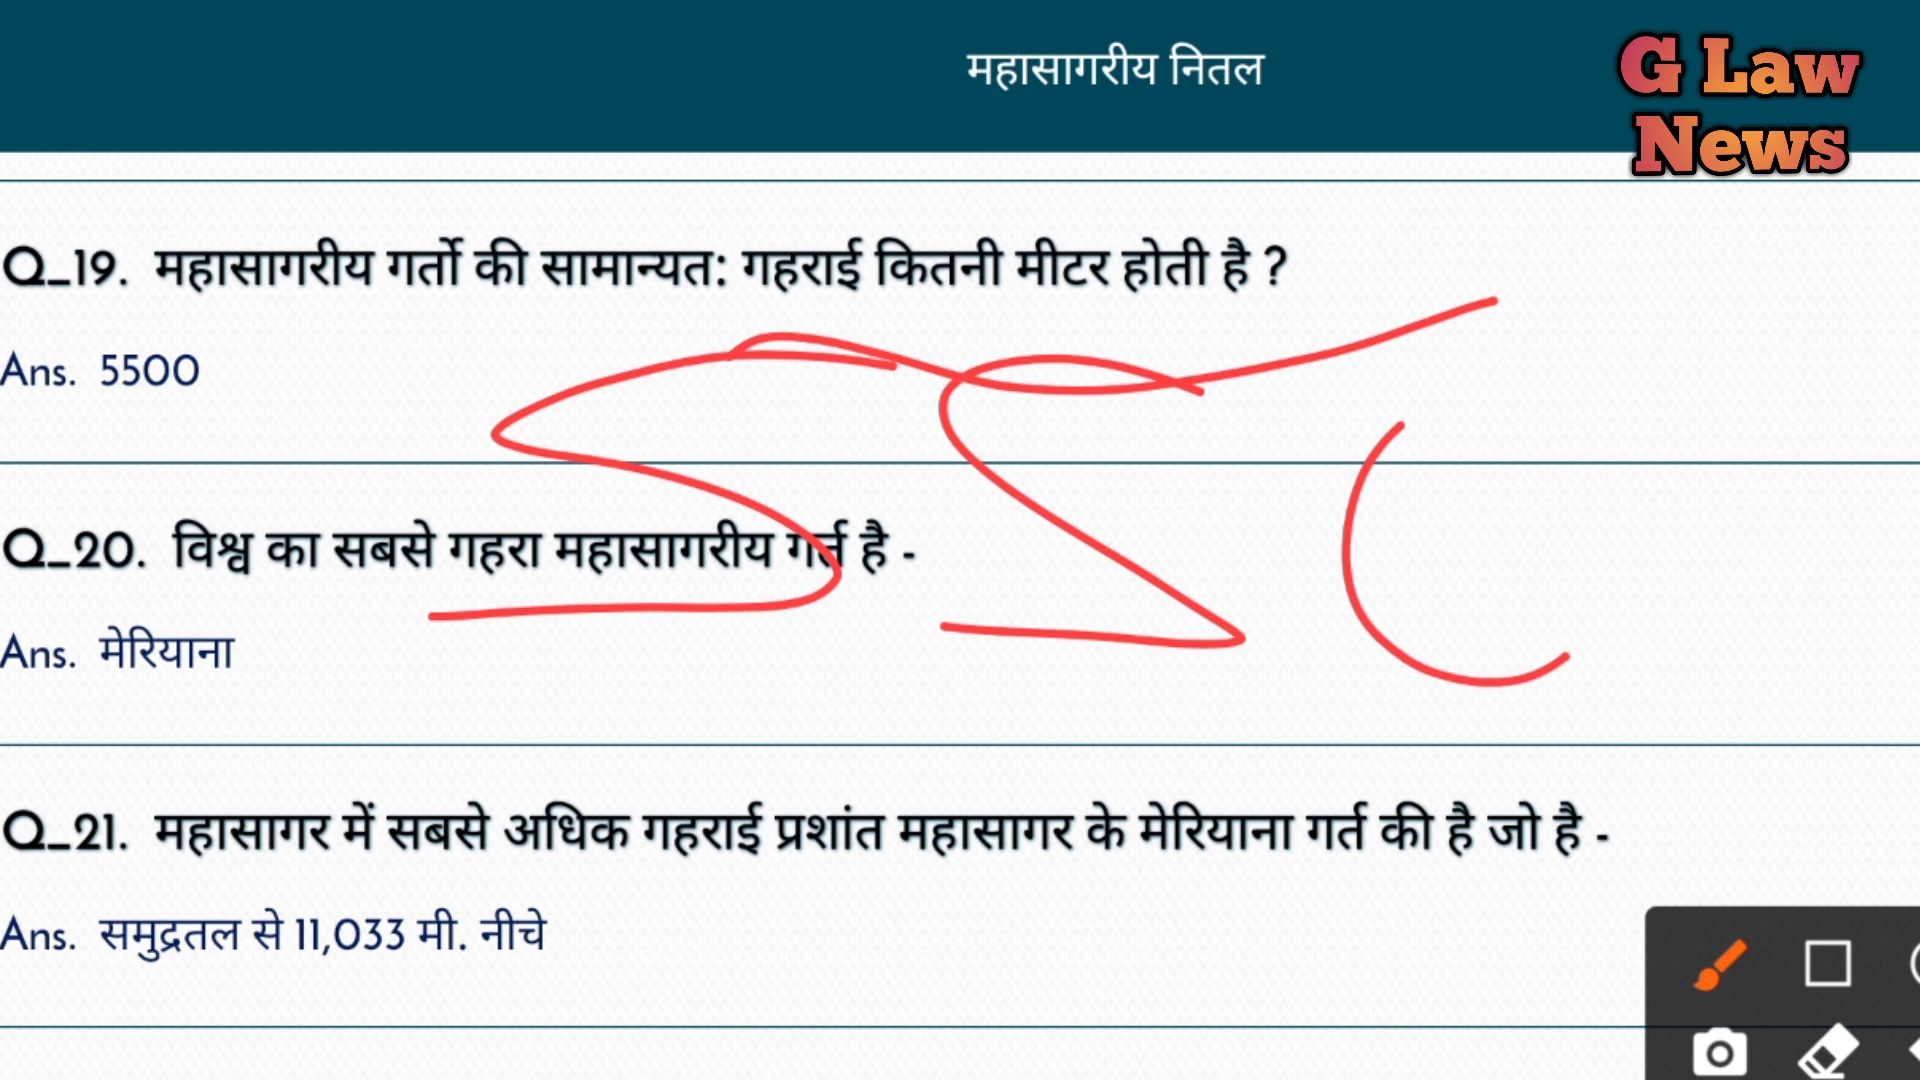 महासागरीय नितल
G Law
News
Q_19. महासागरीय गर्तो की सामान्यत: गहराई कितनी मीटर होती है ?
Ans. 5500
SSC
Q_20. विश्व का सबसे गहरा महासागरीय गर्त है -
Ans. मेरियाना
Q_21. महासागर में सबसे अधिक गहराई प्रशांत महासागर के मेरियाना गर्त की है जो है -
Ans. समुद्रतल से 11,033 मी. नीचे